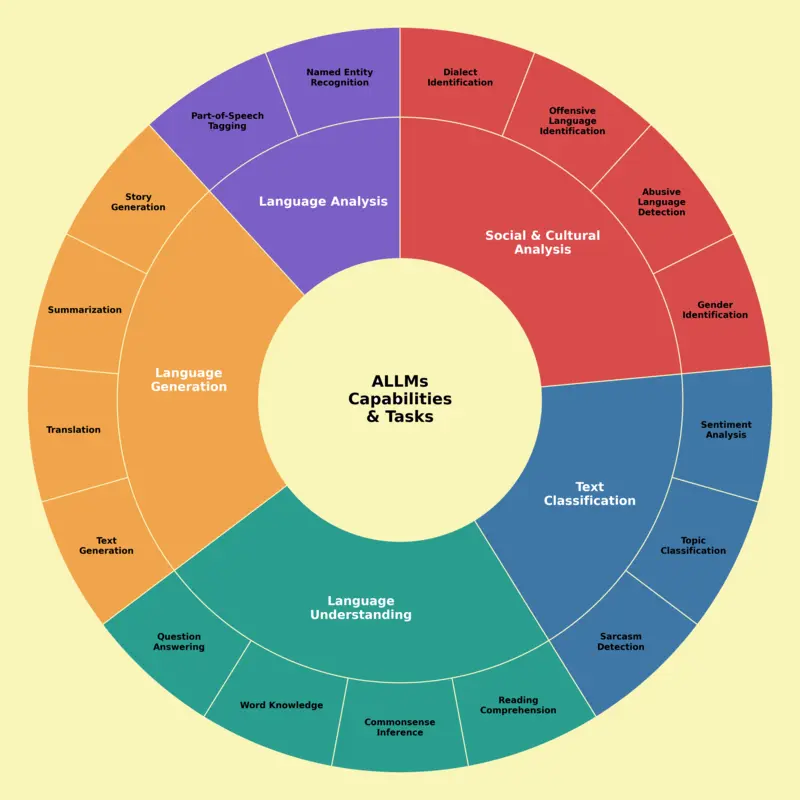 ALLMs
Capabilities
& Tasks
Language Analysis
Part-of-Speech
Tagging
Named Entity
Recognition
Social & Cultural
Analysis
Dialect
Identification
Offensive
Language
Identification
Abusive
Language
Detection
Gender
Identification
Text
Classification
Sentiment
Analysis
Topic
Classification
Sarcasm
Detection
Language
Understanding
Reading
Comprehension
Commonsense
Inference
Word Knowledge
Question
Answering
Language
Generation
Text
Generation
Translation
Summarization
Story
Generation